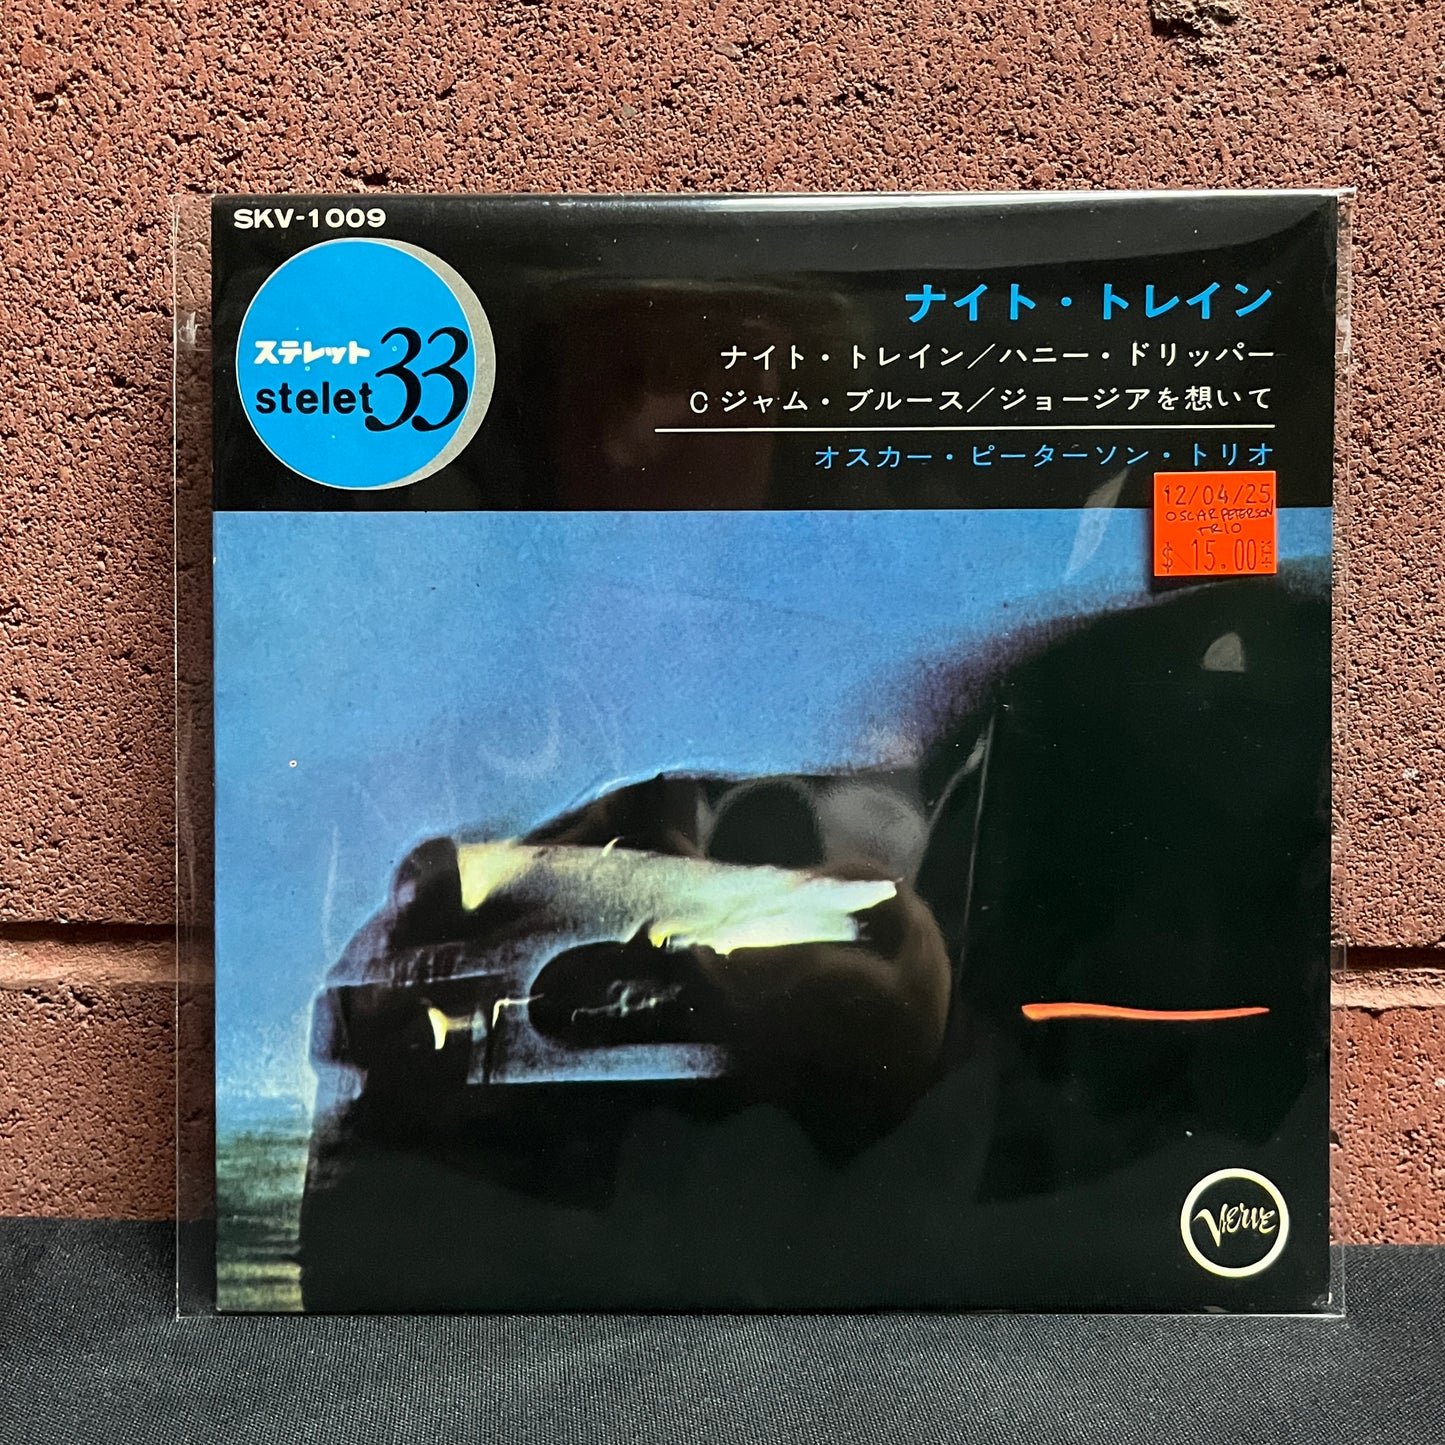 SKV-1009
ステレット
stelet 33
ナイト・トレイン
ナイト・トレイン／ハニー・ドリッパー
Cジャム・ブルース／ジョージアを想いて
オスカー・ピーターソン・トリオ
12/04/25
OSCAR PETERSON
TRIO
$ 15.00
Verve